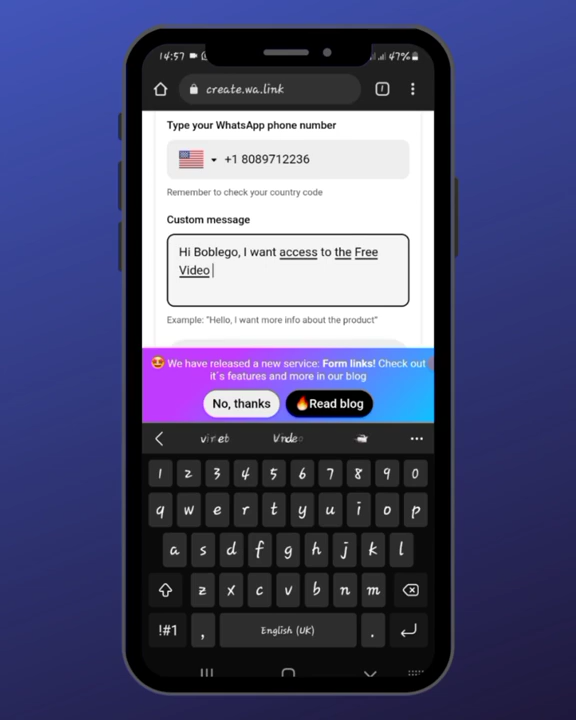 14:57
47%
create.wa.link
Type your WhatsApp phone number
+1 8089712236
Remember to check your country code
Custom message
Hi Boblego, I want access to the Free
Video
Example: "Hello, I want more info about the product"
🤩 We have released a new service: Form links! Check out
it´s features and more in our blog
No, thanks
🔥Read blog
1 2 3 4 5 6 7 8 9 0
q w e r t y u i o p
a s d f g h j k l
z x c v b n m
!#1 , English (UK) .